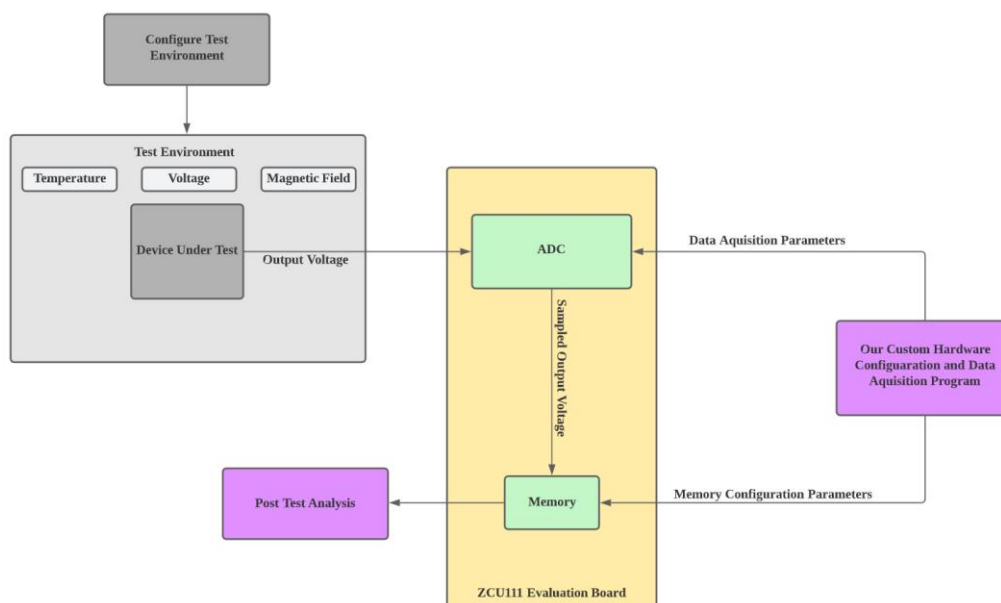 Configure Test
Environment
Test Environment
Temperature
Voltage
Magnetic Field
Device Under Test
Output Voltage
ADC
Data Aquisition Parameters
Sampled Output Voltage
Our Custom Hardware
Configuaration and Data
Aquisition Program
Post Test Analysis
Memory
Memory Configuration Parameters
ZCU111 Evaluation Board